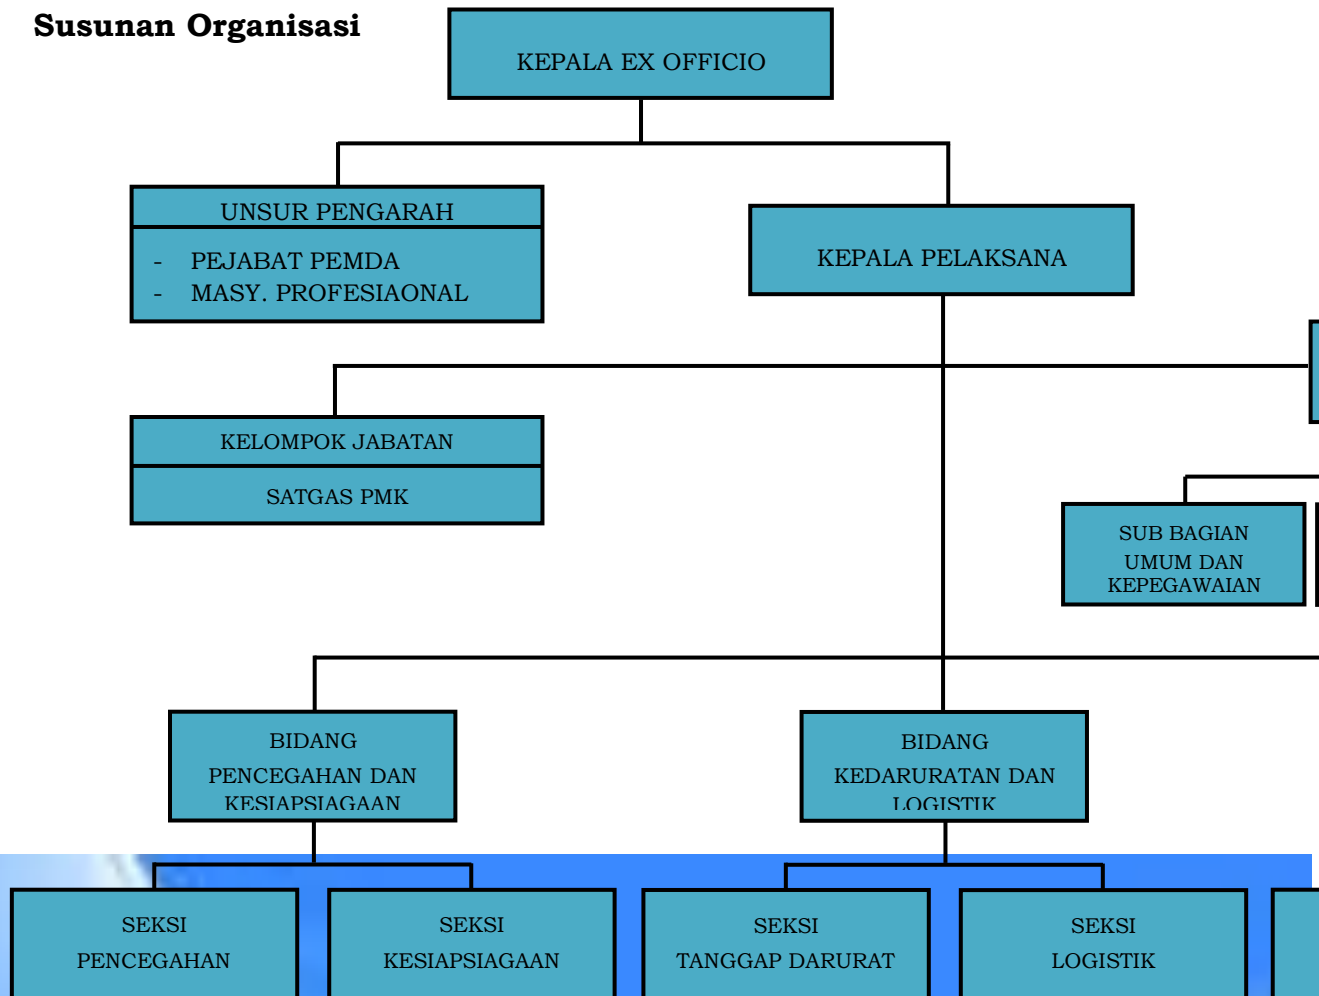 Susunan Organisasi
KEPALA EX OFFICIO
UNSUR PENGARAH
- PEJABAT PEMDA
- MASY. PROFESIAONAL
KEPALA PELAKSANA
KELOMPOK JABATAN
SATGAS PMK
SUB BAGIAN
UMUM DAN
KEPEGAWAIAN
BIDANG
PENCEGAHAN DAN
KESIAPSIAGAAN
BIDANG
KEDARURATAN DAN
LOGISTIK
SEKSI
PENCEGAHAN
SEKSI
KESIAPSIAGAAN
SEKSI
TANGGAP DARURAT
SEKSI
LOGISTIK